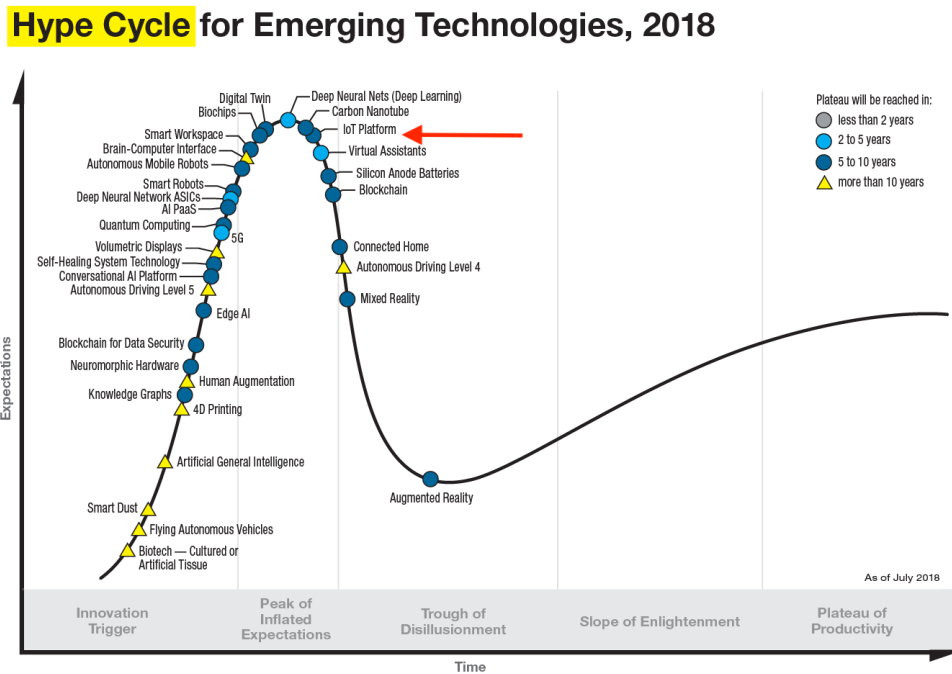 Hype Cycle for Emerging Technologies, 2018
Plateau will be reached in:
less than 2 years
2 to 5 years
5 to 10 years
more than 10 years
Expectations
Digital Twin
Biochips
Smart Workspace
Brain-Computer Interface
Autonomous Mobile Robots
Smart Robots
Deep Neural Network ASICs
AI PaaS
Quantum Computing
5G
Volumetric Displays
Self-Healing System Technology
Conversational AI Platform
Autonomous Driving Level 5
Edge AI
Blockchain for Data Security
Neuromorphic Hardware
Human Augmentation
Knowledge Graphs
4D Printing
Artificial General Intelligence
Smart Dust
Flying Autonomous Vehicles
Biotech — Cultured or
Artificial Tissue
Deep Neural Nets (Deep Learning)
Carbon Nanotube
IoT Platform
Virtual Assistants
Silicon Anode Batteries
Blockchain
Connected Home
Autonomous Driving Level 4
Mixed Reality
Augmented Reality
As of July 2018
Innovation
Trigger
Peak of
Inflated
Expectations
Trough of
Disillusionment
Slope of Enlightenment
Plateau of
Productivity
Time